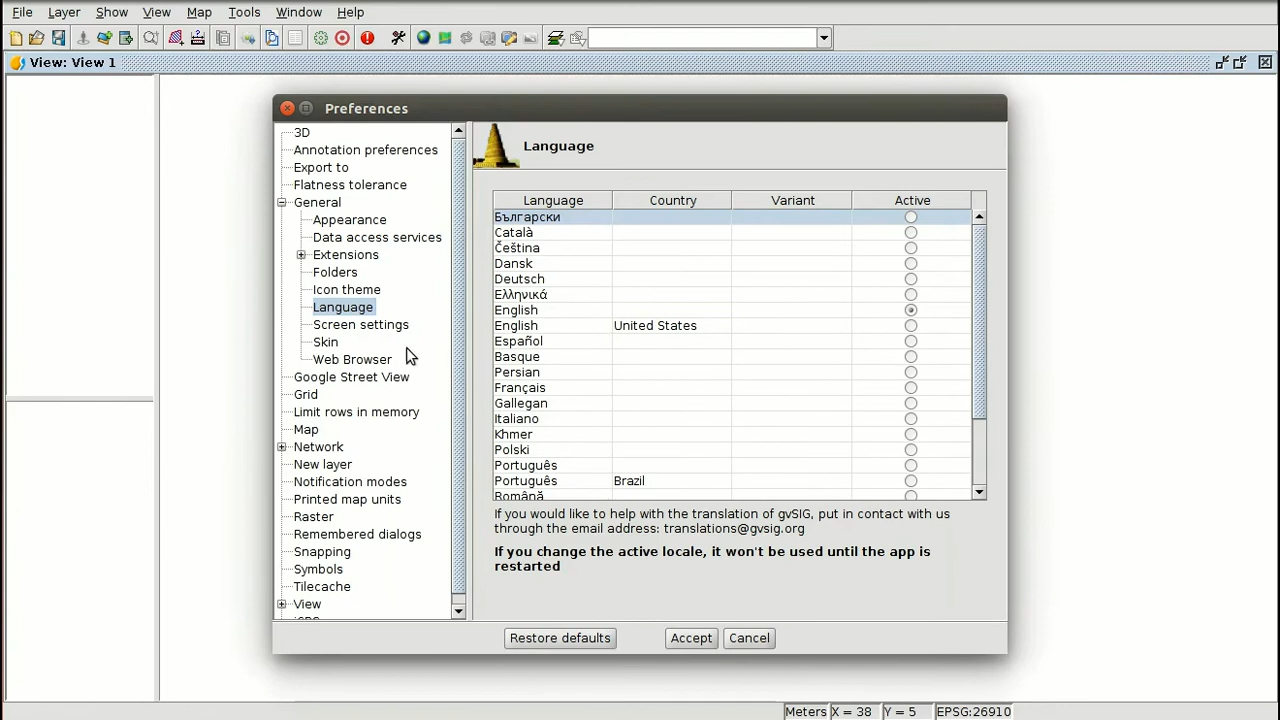 File Layer Show View Map Tools Window Help
View: View 1
Preferences
3D
Annotation preferences
Export to
Flatness tolerance
General
Appearance
Data access services
Extensions
Folders
Icon theme
Language
Screen settings
Skin
Web Browser
Google Street View
Grid
Limit rows in memory
Map
Network
New layer
Notification modes
Printed map units
Raster
Remembered dialogs
Snapping
Symbols
Tilecache
View
Language
Language Country Variant Active
Български
Català
Čeština
Dansk
Deutsch
Ελληνικά
English
English United States
Español
Basque
Persian
Français
Gallegan
Italiano
Khmer
Polski
Português
Português Brazil
Română
If you would like to help with the translation of gvSIG, put in contact with us
through the email address: translations@gvsig.org
If you change the active locale, it won't be used until the app is
restarted
Restore defaults Accept Cancel
Meters X = 38 Y = 5 EPSG:26910